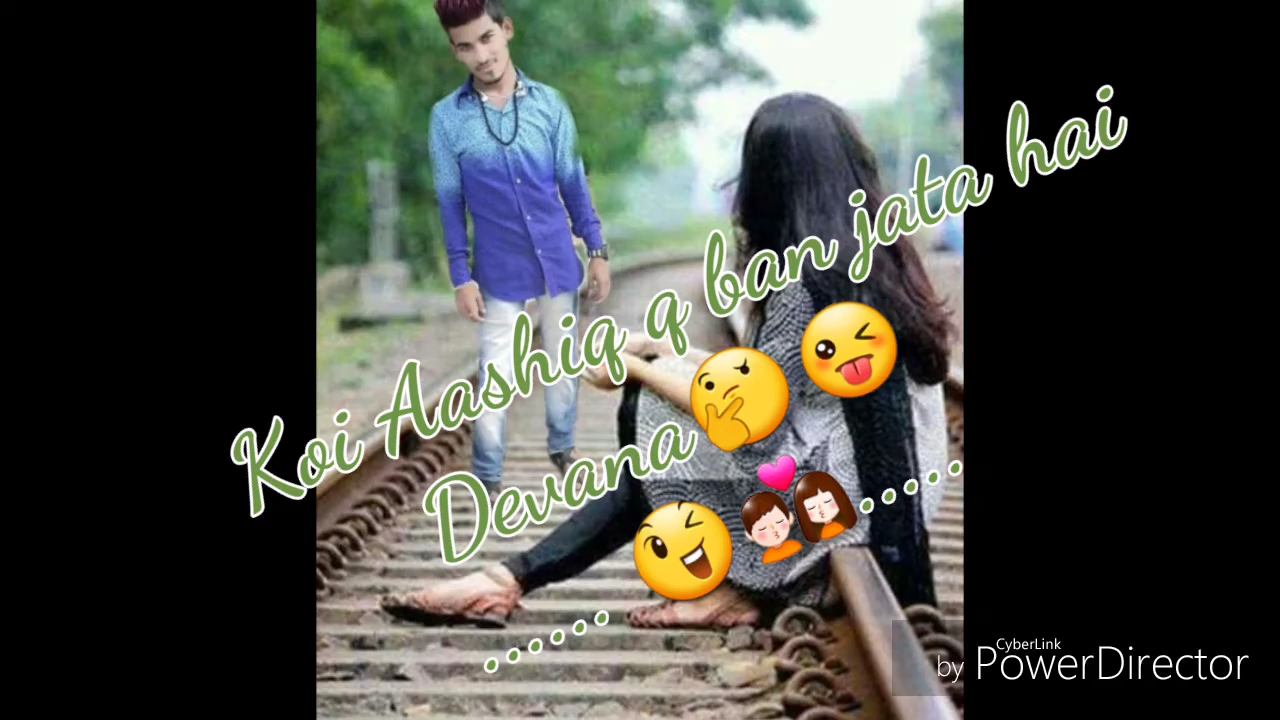 Koi Aashiq q ban jata hai
Devana🤔😜
......😉💏.....
CyberLink
by PowerDirector